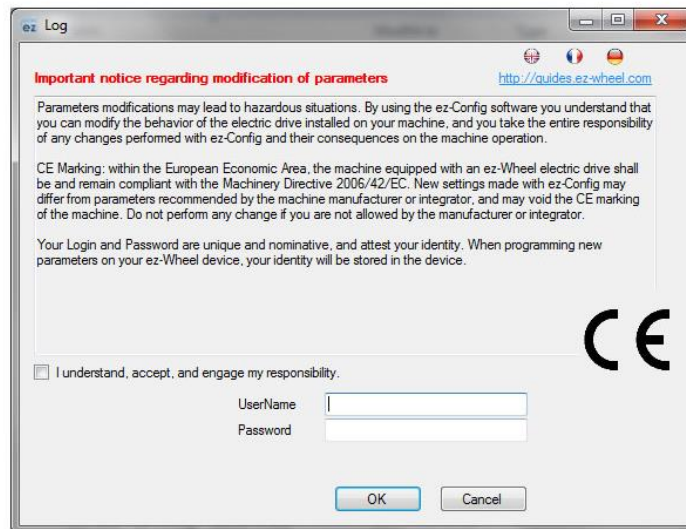 ez Log
Important notice regarding modification of parameters
http://guides.ez-wheel.com
Parameters modifications may lead to hazardous situations. By using the ez-Config software you understand that
you can modify the behavior of the electric drive installed on your machine, and you take the entire responsibility
of any changes performed with ez-Config and their consequences on the machine operation.
CE Marking: within the European Economic Area, the machine equipped with an ez-Wheel electric drive shall
be and remain compliant with the Machinery Directive 2006/42/EC. New settings made with ez-Config may
differ from parameters recommended by the machine manufacturer or integrator, and may void the CE marking
of the machine. Do not perform any change if you are not allowed by the manufacturer or integrator.
Your Login and Password are unique and nominative, and attest your identity. When programming new
parameters on your ez-Wheel device, your identity will be stored in the device.
CE
I understand, accept, and engage my responsibility.
UserName
Password
OK
Cancel